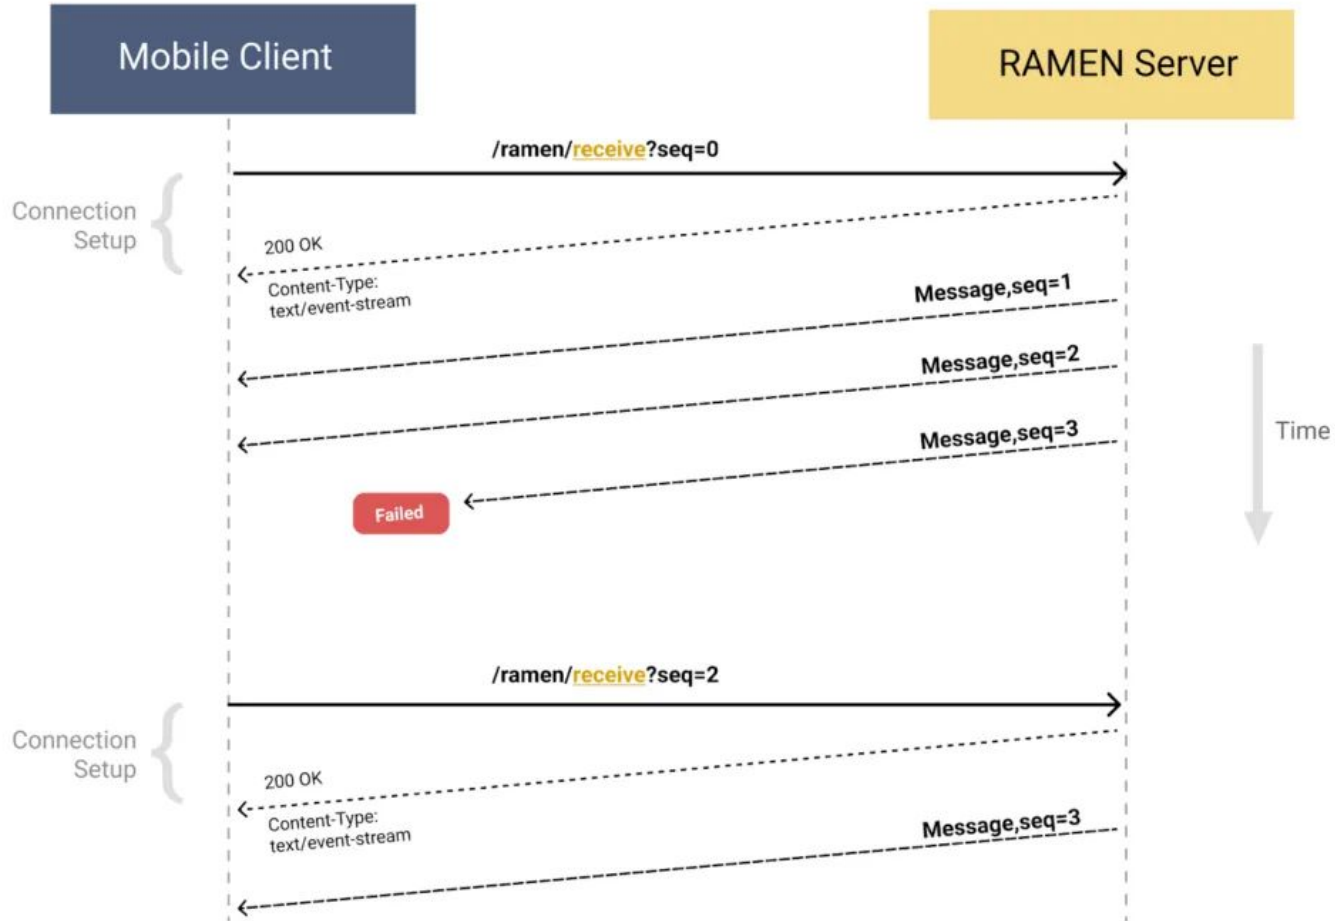 Mobile Client
RAMEN Server
/ramen/receive?seq=0
Connection
Setup
200 OK
Content-Type:
text/event-stream
Message,seq=1
Message,seq=2
Message,seq=3
Time
Failed
/ramen/receive?seq=2
Connection
Setup
200 OK
Content-Type:
text/event-stream
Message,seq=3